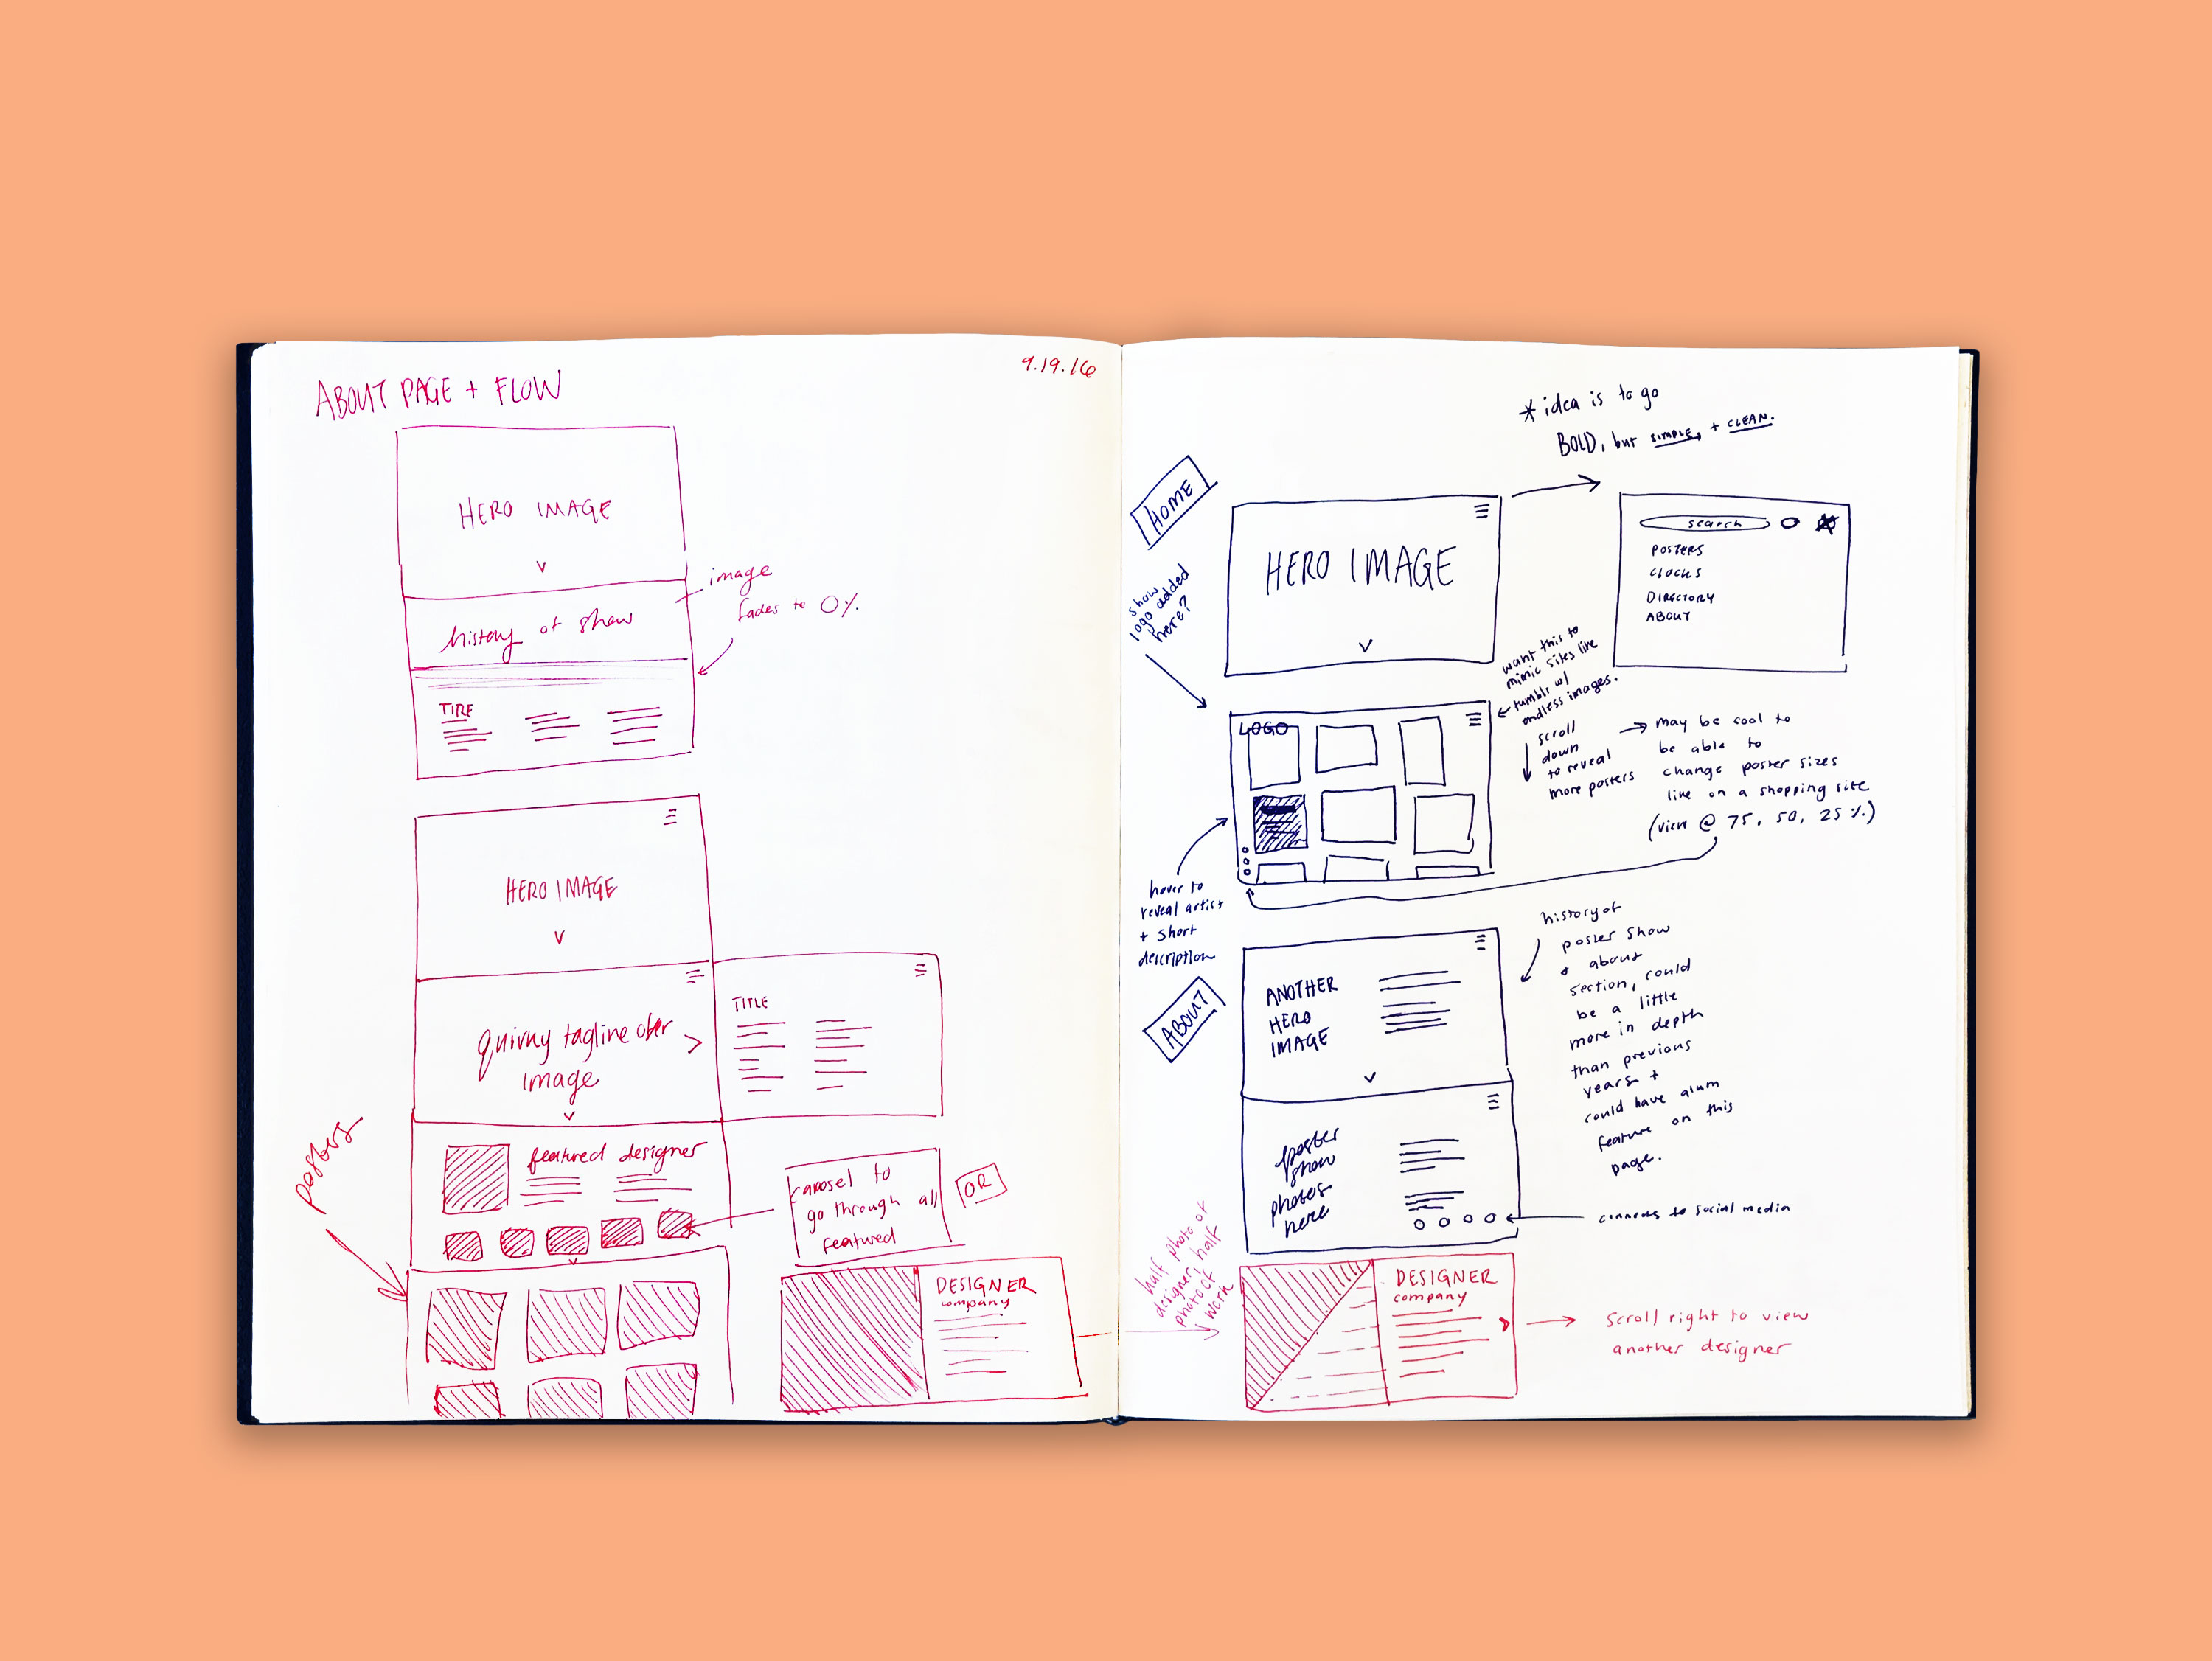 9.19.16
ABOUT PAGE + FLOW
HERO IMAGE
image
fades to 0%
history of show
TITLE
HERO IMAGE
quirky tagline over
image
TITLE
posters
featured designer
carosel to
go through all
featured
OR
DESIGNER
company
* idea is to go
BOLD, but SIMPLE, + CLEAN.
HOME
HERO IMAGE
search
POSTERS
CLOCKS
DIRECTORY
ABOUT
show
logo added
here?
want this to
mimic sites like
tumblr w/
endless images.
LOGO
scroll
down
to reveal
more posters
may be cool to
be able to
change poster sizes
like on a shopping site
(view @ 75, 50, 25 %)
hover to
reveal artist
+ short
description
ABOUT
ANOTHER
HERO
IMAGE
history of
poster show
+ about
section, could
be a little
more in depth
than previous
years +
could have alum
feature on this
page.
poster
show
photos
here
connects to social media
half photo of
designer, half
photo of
work
DESIGNER
company
Scroll right to view
another designer